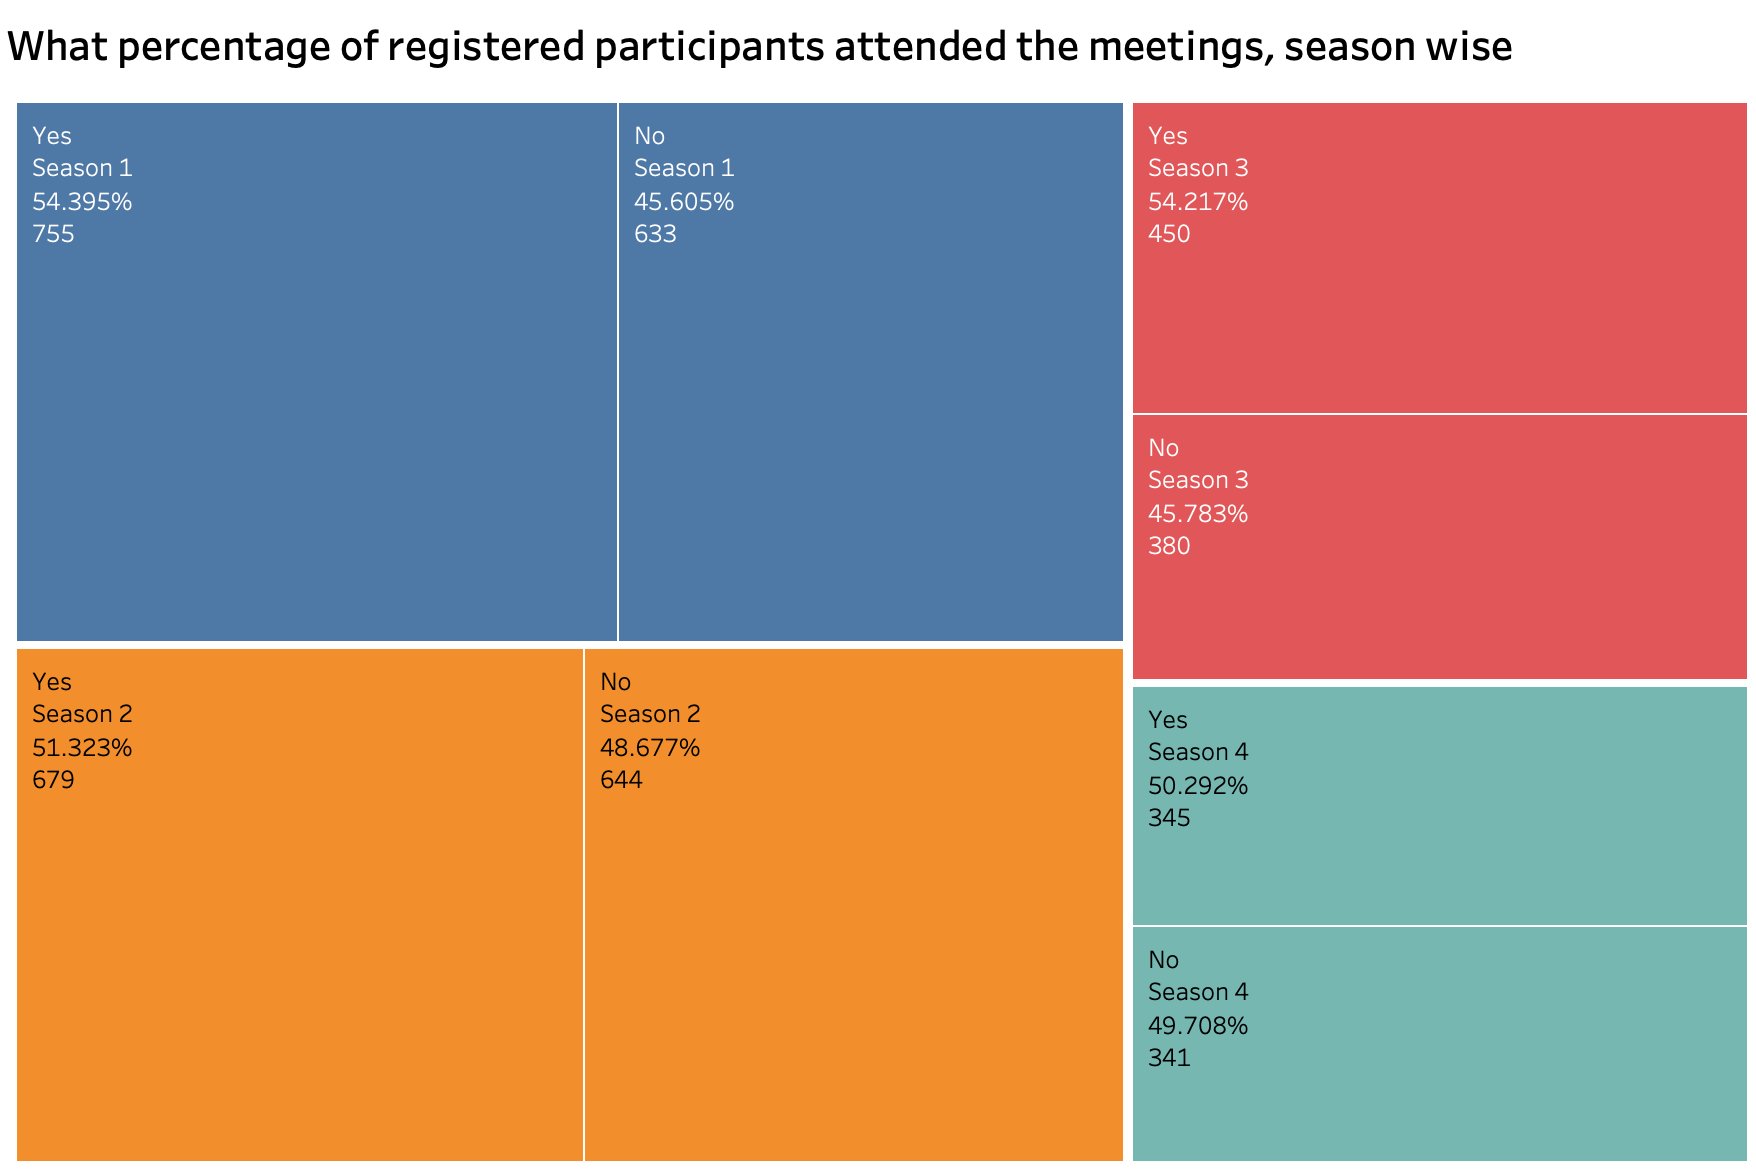 What percentage of registered participants attended the meetings, season wise
Yes
Season 1
54.395%
755
No
Season 1
45.605%
633
Yes
Season 2
51.323%
679
No
Season 2
48.677%
644
Yes
Season 3
54.217%
450
No
Season 3
45.783%
380
Yes
Season 4
50.292%
345
No
Season 4
49.708%
341